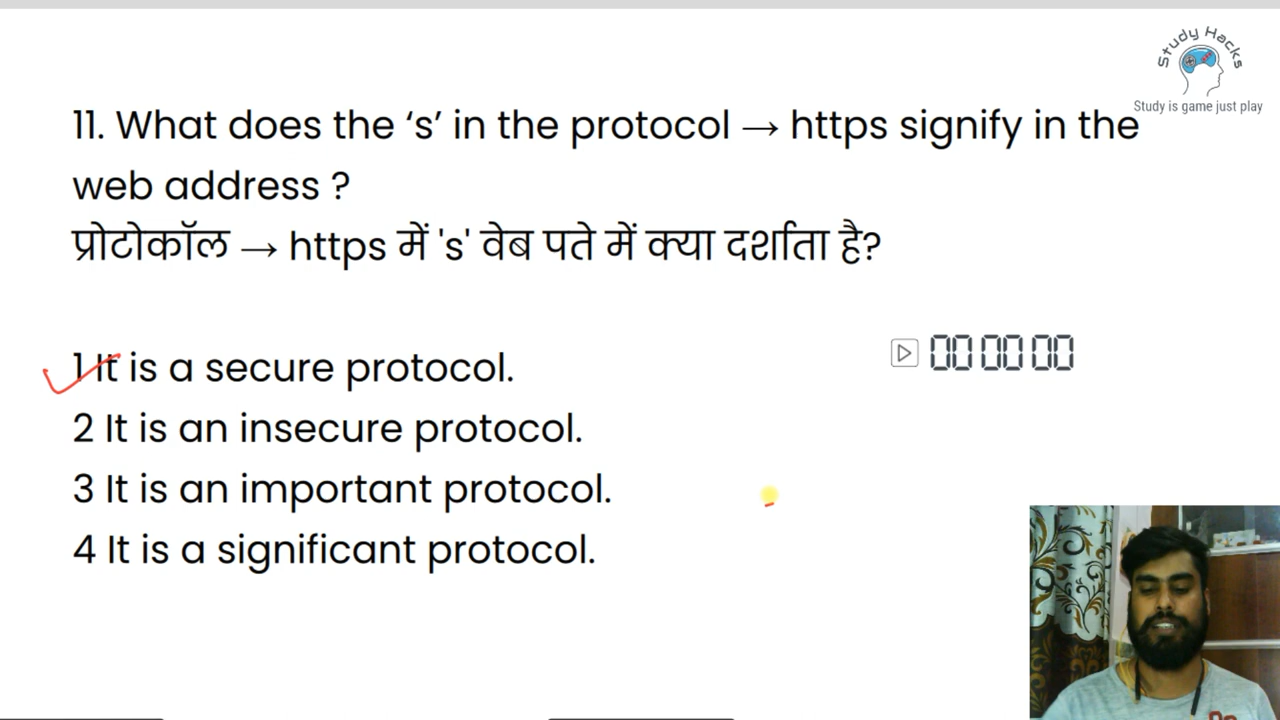 Study Hacks
Study is game just play
11. What does the ‘s’ in the protocol → https signify in the
web address ?
प्रोटोकॉल → https में 's' वेब पते में क्या दर्शाता है?
00 00 00
1 It is a secure protocol.
2 It is an insecure protocol.
3 It is an important protocol.
4 It is a significant protocol.